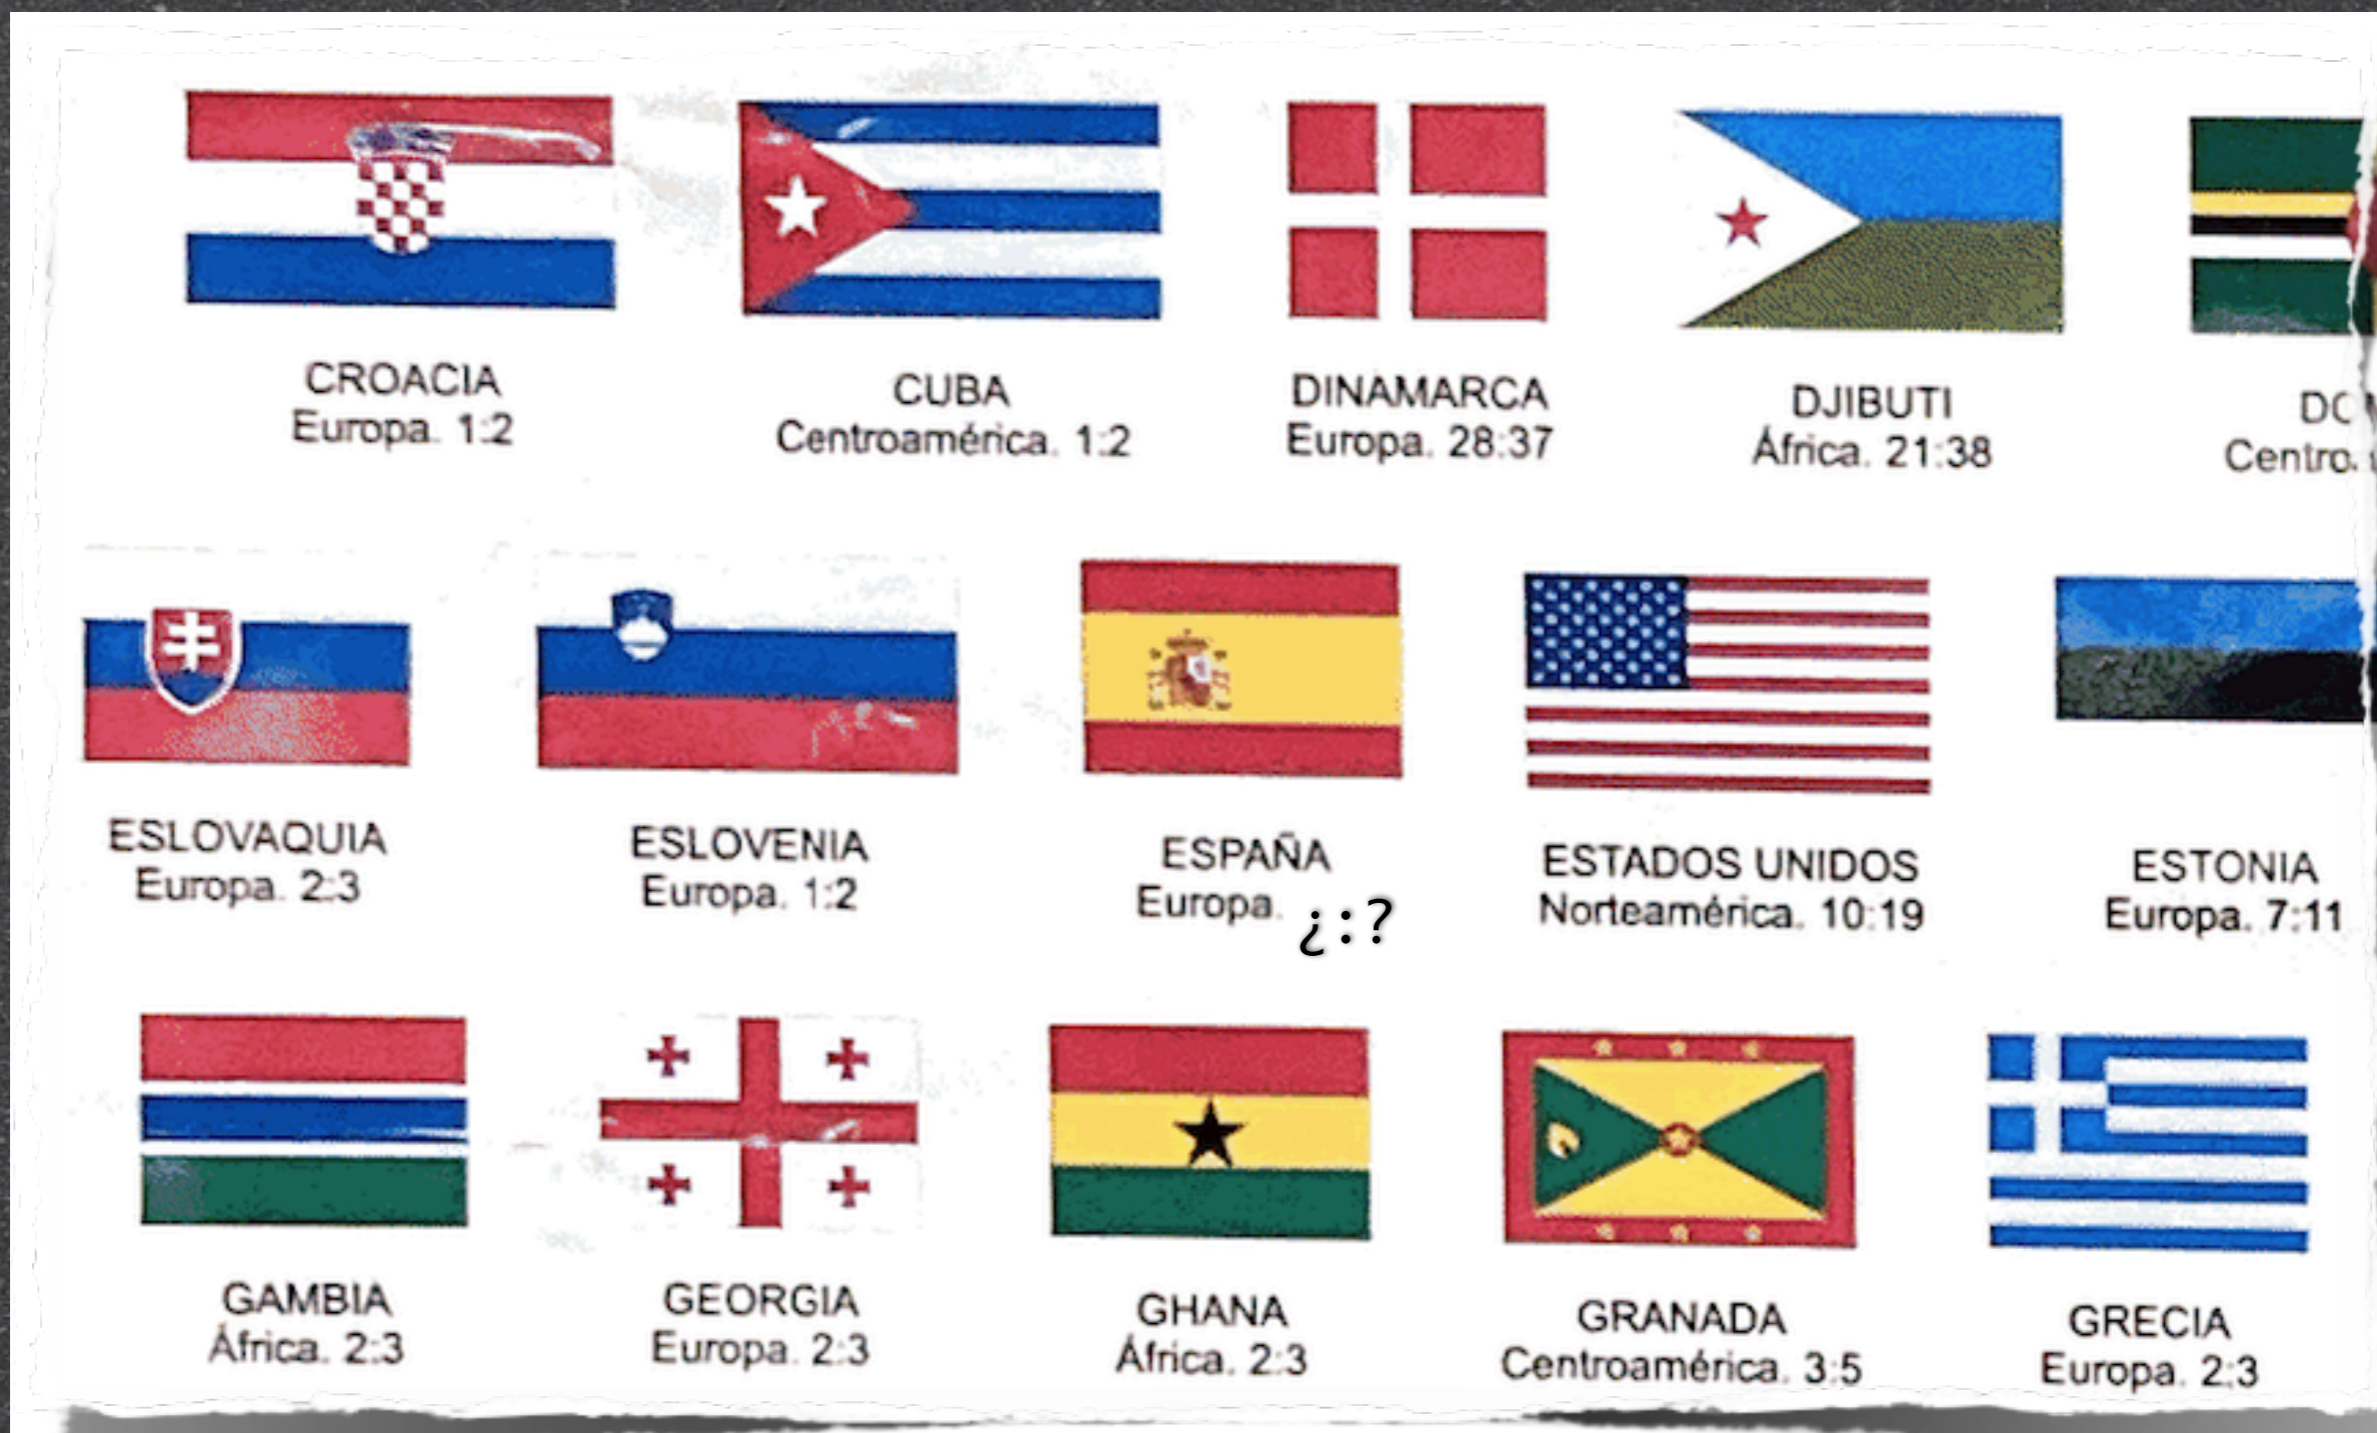 CROACIA
Europa. 1:2
CUBA
Centroamérica. 1:2
DINAMARCA
Europa. 28:37
DJIBUTI
África. 21:38
DO
Centro
ESLOVAQUIA
Europa. 2:3
ESLOVENIA
Europa. 1:2
ESPAÑA
Europa. ¿:?
ESTADOS UNIDOS
Norteamérica. 10:19
ESTONIA
Europa. 7:11
GAMBIA
África. 2:3
GEORGIA
Europa. 2:3
GHANA
África. 2:3
GRANADA
Centroamérica. 3:5
GRECIA
Europa. 2:3